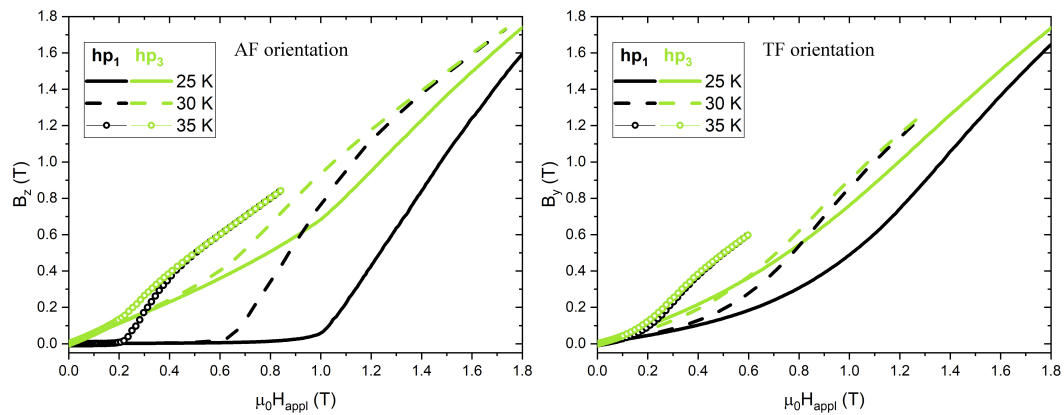 AF orientation
hp1 hp3
25 K
30 K
35 K
Bz (T)
1.8
1.6
1.4
1.2
1.0
0.8
0.6
0.4
0.2
0.0
0.0 0.2 0.4 0.6 0.8 1.0 1.2 1.4 1.6 1.8
μ0Happl (T)
TF orientation
hp1 hp3
25 K
30 K
35 K
By (T)
1.8
1.6
1.4
1.2
1.0
0.8
0.6
0.4
0.2
0.0
0.0 0.2 0.4 0.6 0.8 1.0 1.2 1.4 1.6 1.8
μ0Happl (T)